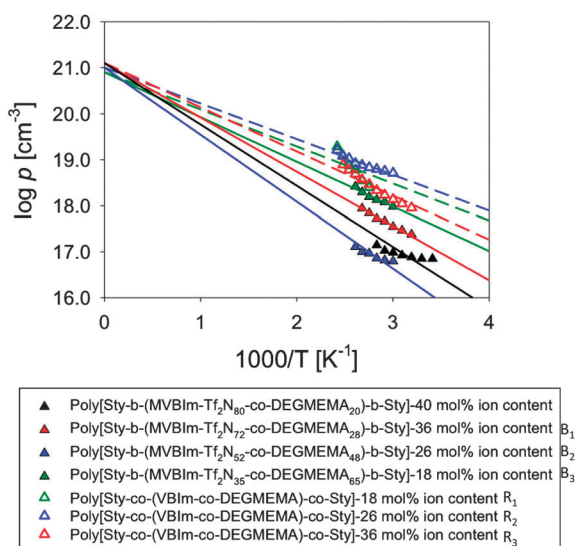 22.0
21.0
20.0
19.0
18.0
17.0
16.0
log p [cm⁻³]
0 1 2 3 4
1000/T [K⁻¹]
Poly[Sty-b-(MVBIm-Tf₂N₈₀-co-DEGMEMA₂₀)-b-Sty]-40 mol% ion content
Poly[Sty-b-(MVBIm-Tf₂N₇₂-co-DEGMEMA₂₈)-b-Sty]-36 mol% ion content B₁
Poly[Sty-b-(MVBIm-Tf₂N₅₂-co-DEGMEMA₄₈)-b-Sty]-26 mol% ion content B₂
Poly[Sty-b-(MVBIm-Tf₂N₃₅-co-DEGMEMA₆₅)-b-Sty]-18 mol% ion content B₃
Poly[Sty-co-(VBIm-co-DEGMEMA)-co-Sty]-18 mol% ion content R₁
Poly[Sty-co-(VBIm-co-DEGMEMA)-co-Sty]-26 mol% ion content R₂
Poly[Sty-co-(VBIm-co-DEGMEMA)-co-Sty]-36 mol% ion content R₃